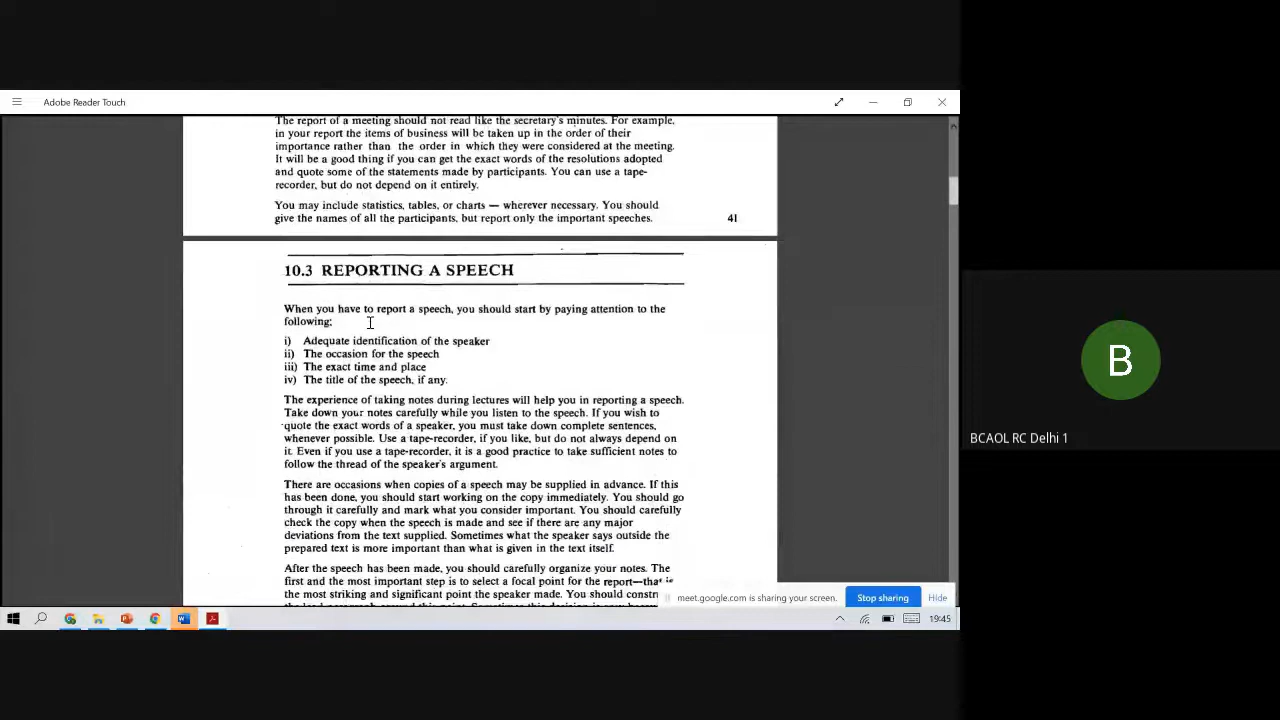 Adobe Reader Touch
The report of a meeting should not read like the secretary's minutes. For example,
in your report the items of business will be taken up in the order of their
importance rather than the order in which they were considered at the meeting.
It will be a good thing if you can get the exact words of the resolutions adopted
and quote some of the statements made by participants. You can use a tape-
recorder, but do not depend on it entirely.
You may include statistics, tables, or charts — wherever necessary. You should
give the names of all the participants, but report only the important speeches.
41
10.3 REPORTING A SPEECH
When you have to report a speech, you should start by paying attention to the
following:
i) Adequate identification of the speaker
ii) The occasion for the speech
iii) The exact time and place
iv) The title of the speech, if any.
The experience of taking notes during lectures will help you in reporting a speech.
Take down your notes carefully while you listen to the speech. If you wish to
quote the exact words of a speaker, you must take down complete sentences,
whenever possible. Use a tape-recorder, if you like, but do not always depend on
it. Even if you use a tape-recorder, it is a good practice to take sufficient notes to
follow the thread of the speaker's argument.
There are occasions when copies of a speech may be supplied in advance. If this
has been done, you should start working on the copy immediately. You should go
through it carefully and mark what you consider important. You should carefully
check the copy when the speech is made and see if there are any major
deviations from the text supplied. Sometimes what the speaker says outside the
prepared text is more important than what is given in the text itself.
After the speech has been made, you should carefully organize your notes. The
first and the most important step is to select a focal point for the report—that is
the most striking and significant point the speaker made. You should constru
meet.google.com is sharing your screen.
Stop sharing
Hide
19:45
B
BCAOL RC Delhi 1